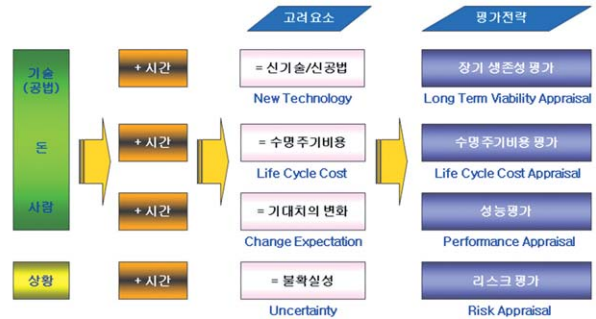 고려요소
평가전략
기술
(공법)
+ 시간
= 신기술/신공법
New Technology
장기 생존성 평가
Long Term Viability Appraisal
돈
+ 시간
= 수명주기비용
Life Cycle Cost
수명주기비용 평가
Life Cycle Cost Appraisal
사람
+ 시간
= 기대치의 변화
Change Expectation
성능평가
Performance Appraisal
상황
+ 시간
= 불확실성
Uncertainty
리스크 평가
Risk Appraisal